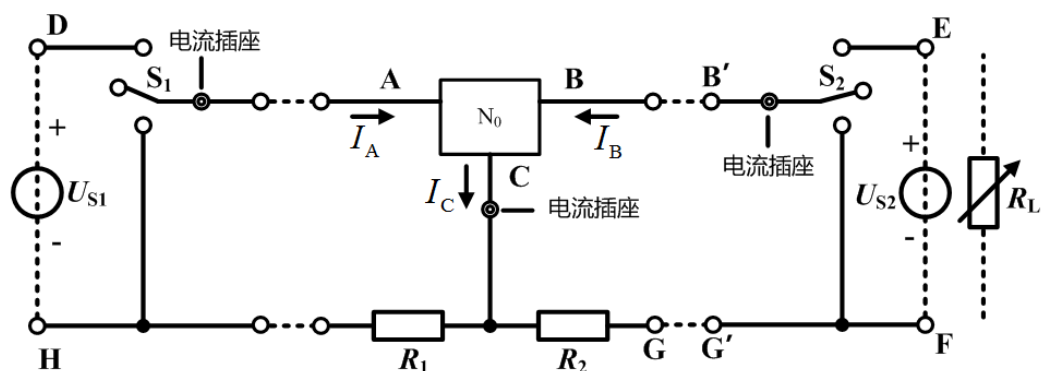 D
E
电流插座
S₁
A
B
B′
S₂
N₀
I_A
I_B
电流插座
+
U_S1
-
C
I_C
电流插座
+
U_S2
-
R_L
H
R₁
R₂
G
G′
F